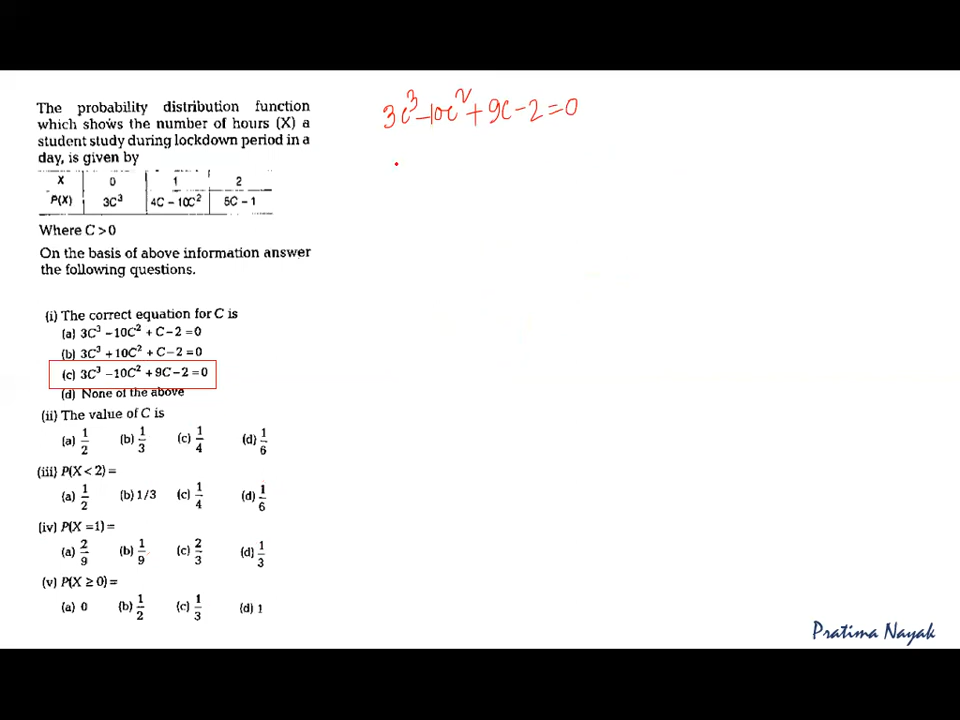 The probability distribution function
which shows the number of hours (X) a
student study during lockdown period in a
day, is given by
X 0 1 2
P(X) 3C³ 4C – 10C² 5C – 1
Where C > 0
On the basis of above information answer
the following questions.
(i) The correct equation for C is
(a) 3C³ – 10C² + C – 2 = 0
(b) 3C³ + 10C² + C – 2 = 0
(c) 3C³ – 10C² + 9C – 2 = 0
(d) None of the above
(ii) The value of C is
(a) 1/2 (b) 1/3 (c) 1/4 (d) 1/6
(iii) P(X < 2) =
(a) 1/2 (b) 1/3 (c) 1/4 (d) 1/6
(iv) P(X = 1) =
(a) 2/9 (b) 1/9 (c) 2/3 (d) 1/3
(v) P(X ≥ 0) =
(a) 0 (b) 1/2 (c) 1/3 (d) 1
3c³ – 10c² + 9c – 2 = 0
Pratima Nayak